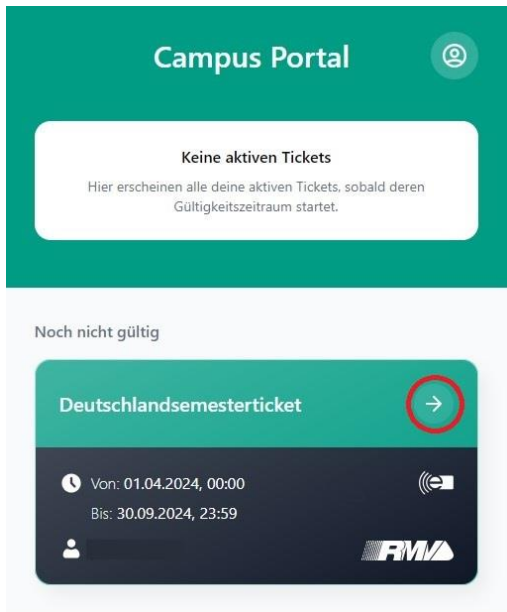 Campus Portal
Keine aktiven Tickets
Hier erscheinen alle deine aktiven Tickets, sobald deren
Gültigkeitszeitraum startet.
Noch nicht gültig
Deutschlandsemesterticket
Von: 01.04.2024, 00:00
Bis: 30.09.2024, 23:59
RMV